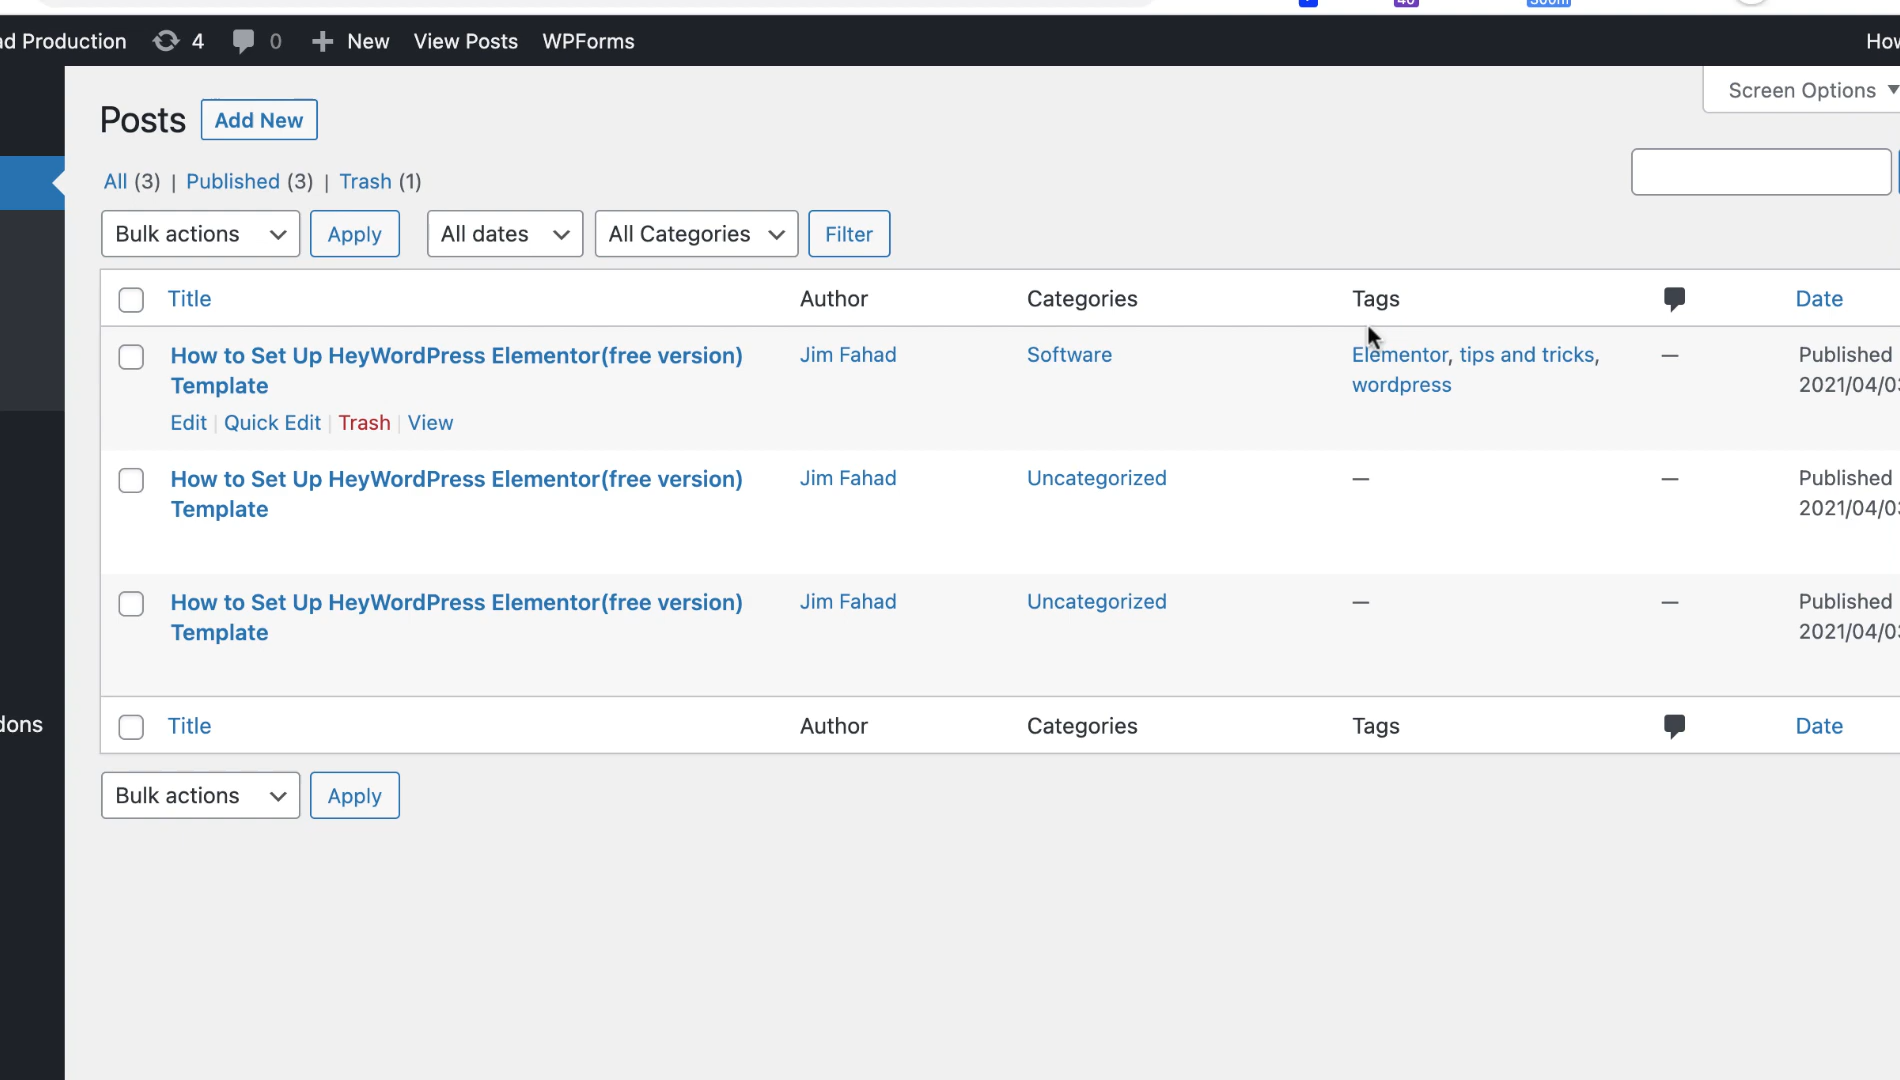 d Production 4 0 New View Posts WPForms
Screen Options
Posts Add New
All (3) | Published (3) | Trash (1)
Bulk actions Apply All dates All Categories Filter
Title Author Categories Tags Date
How to Set Up HeyWordPress Elementor(free version) Jim Fahad Software Elementor, tips and tricks, — Published
Template wordpress 2021/04/0
Edit | Quick Edit | Trash | View
How to Set Up HeyWordPress Elementor(free version) Jim Fahad Uncategorized — — Published
Template 2021/04/0
How to Set Up HeyWordPress Elementor(free version) Jim Fahad Uncategorized — — Published
Template 2021/04/0
Title Author Categories Tags Date
dons
Bulk actions Apply